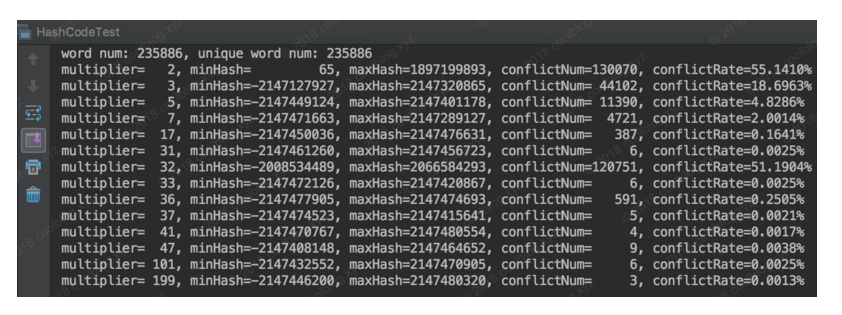 HashCodeTest
word num: 235886, unique word num: 235886
multiplier=   2, minHash=         65, maxHash=1897199893, conflictNum=130070, conflictRate=55.1410%
multiplier=   3, minHash=-2147127927, maxHash=2147320865, conflictNum= 44102, conflictRate=18.6963%
multiplier=   5, minHash=-2147449124, maxHash=2147401178, conflictNum= 11390, conflictRate=4.8286%
multiplier=   7, minHash=-2147471663, maxHash=2147289127, conflictNum=  4721, conflictRate=2.0014%
multiplier=  17, minHash=-2147450036, maxHash=2147476631, conflictNum=   387, conflictRate=0.1641%
multiplier=  31, minHash=-2147461260, maxHash=2147456723, conflictNum=     6, conflictRate=0.0025%
multiplier=  32, minHash=-2008534489, maxHash=2066584293, conflictNum=120751, conflictRate=51.1904%
multiplier=  33, minHash=-2147472126, maxHash=2147420867, conflictNum=     6, conflictRate=0.0025%
multiplier=  36, minHash=-2147477905, maxHash=2147474693, conflictNum=   591, conflictRate=0.2505%
multiplier=  37, minHash=-2147474523, maxHash=2147415641, conflictNum=     5, conflictRate=0.0021%
multiplier=  41, minHash=-2147470767, maxHash=2147480554, conflictNum=     4, conflictRate=0.0017%
multiplier=  47, minHash=-2147408148, maxHash=2147464652, conflictNum=     9, conflictRate=0.0038%
multiplier= 101, minHash=-2147432552, maxHash=2147470905, conflictNum=     6, conflictRate=0.0025%
multiplier= 199, minHash=-2147446200, maxHash=2147480320, conflictNum=     3, conflictRate=0.0013%